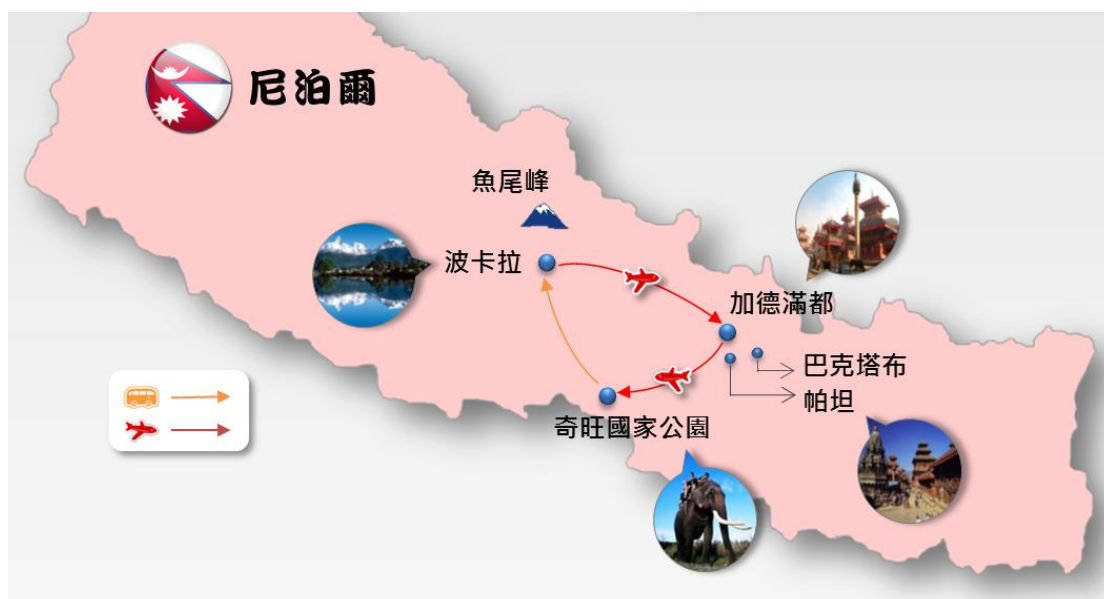 尼泊爾
魚尾峰
波卡拉
加德滿都
巴克塔布
帕坦
奇旺國家公園